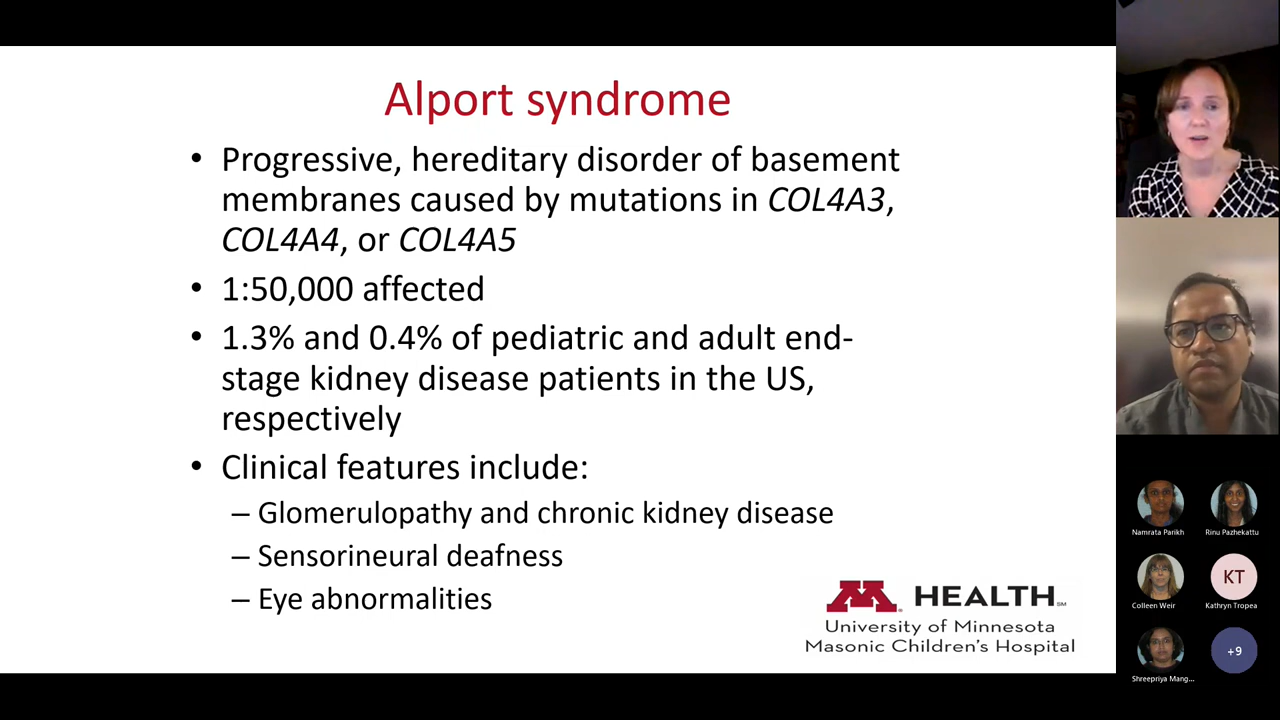 Alport syndrome
• Progressive, hereditary disorder of basement
membranes caused by mutations in COL4A3,
COL4A4, or COL4A5
• 1:50,000 affected
• 1.3% and 0.4% of pediatric and adult end-
stage kidney disease patients in the US,
respectively
• Clinical features include:
– Glomerulopathy and chronic kidney disease
– Sensorineural deafness
– Eye abnormalities
M HEALTH SM
University of Minnesota
Masonic Children's Hospital
Namrata Parikh
Rinu Pazhekattu
KT
Colleen Weir
Kathryn Tropea
+9
Shreepriya Mang...